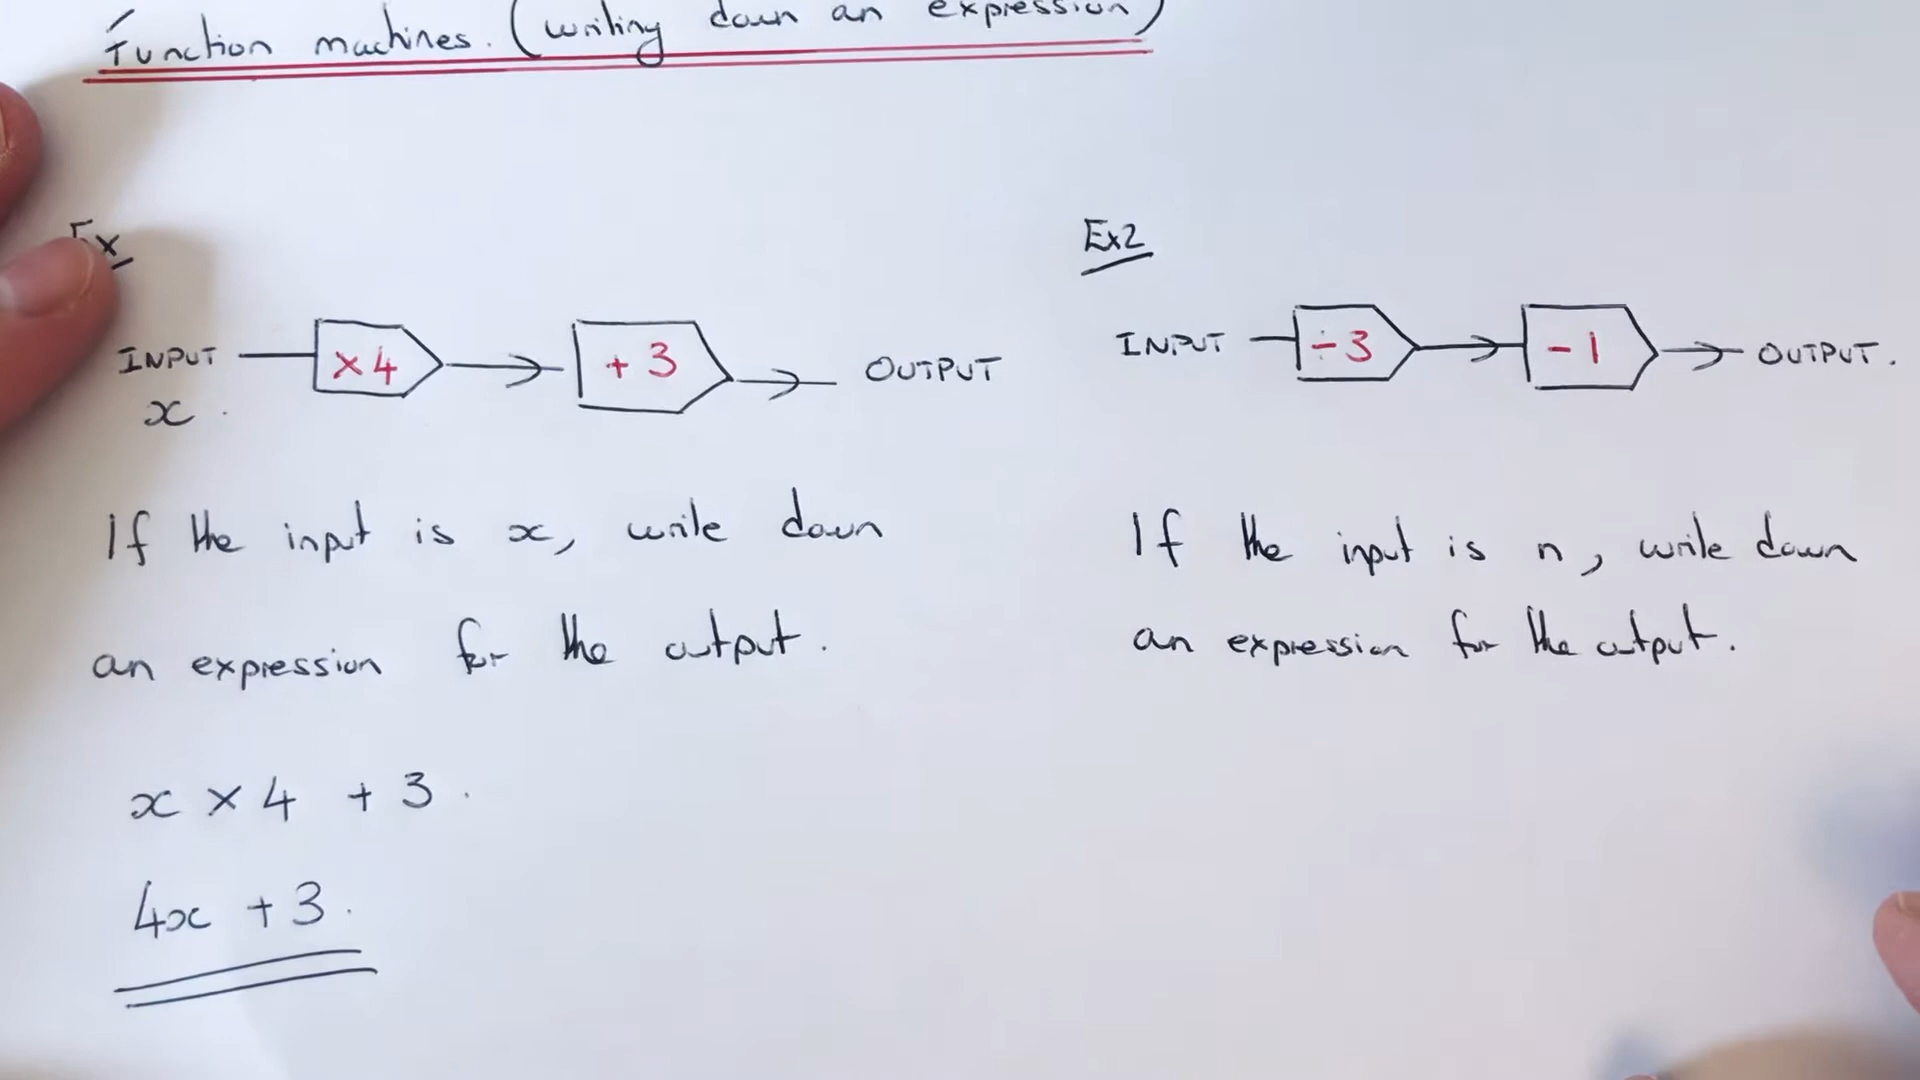 Function machines. (writing down an expression)
Ex
INPUT ×4 +3 OUTPUT
x
If the input is x, write down
an expression for the output.
x × 4 + 3.
4x + 3.
Ex2
INPUT ÷3 -1 OUTPUT.
If the input is n, write down
an expression for the output.